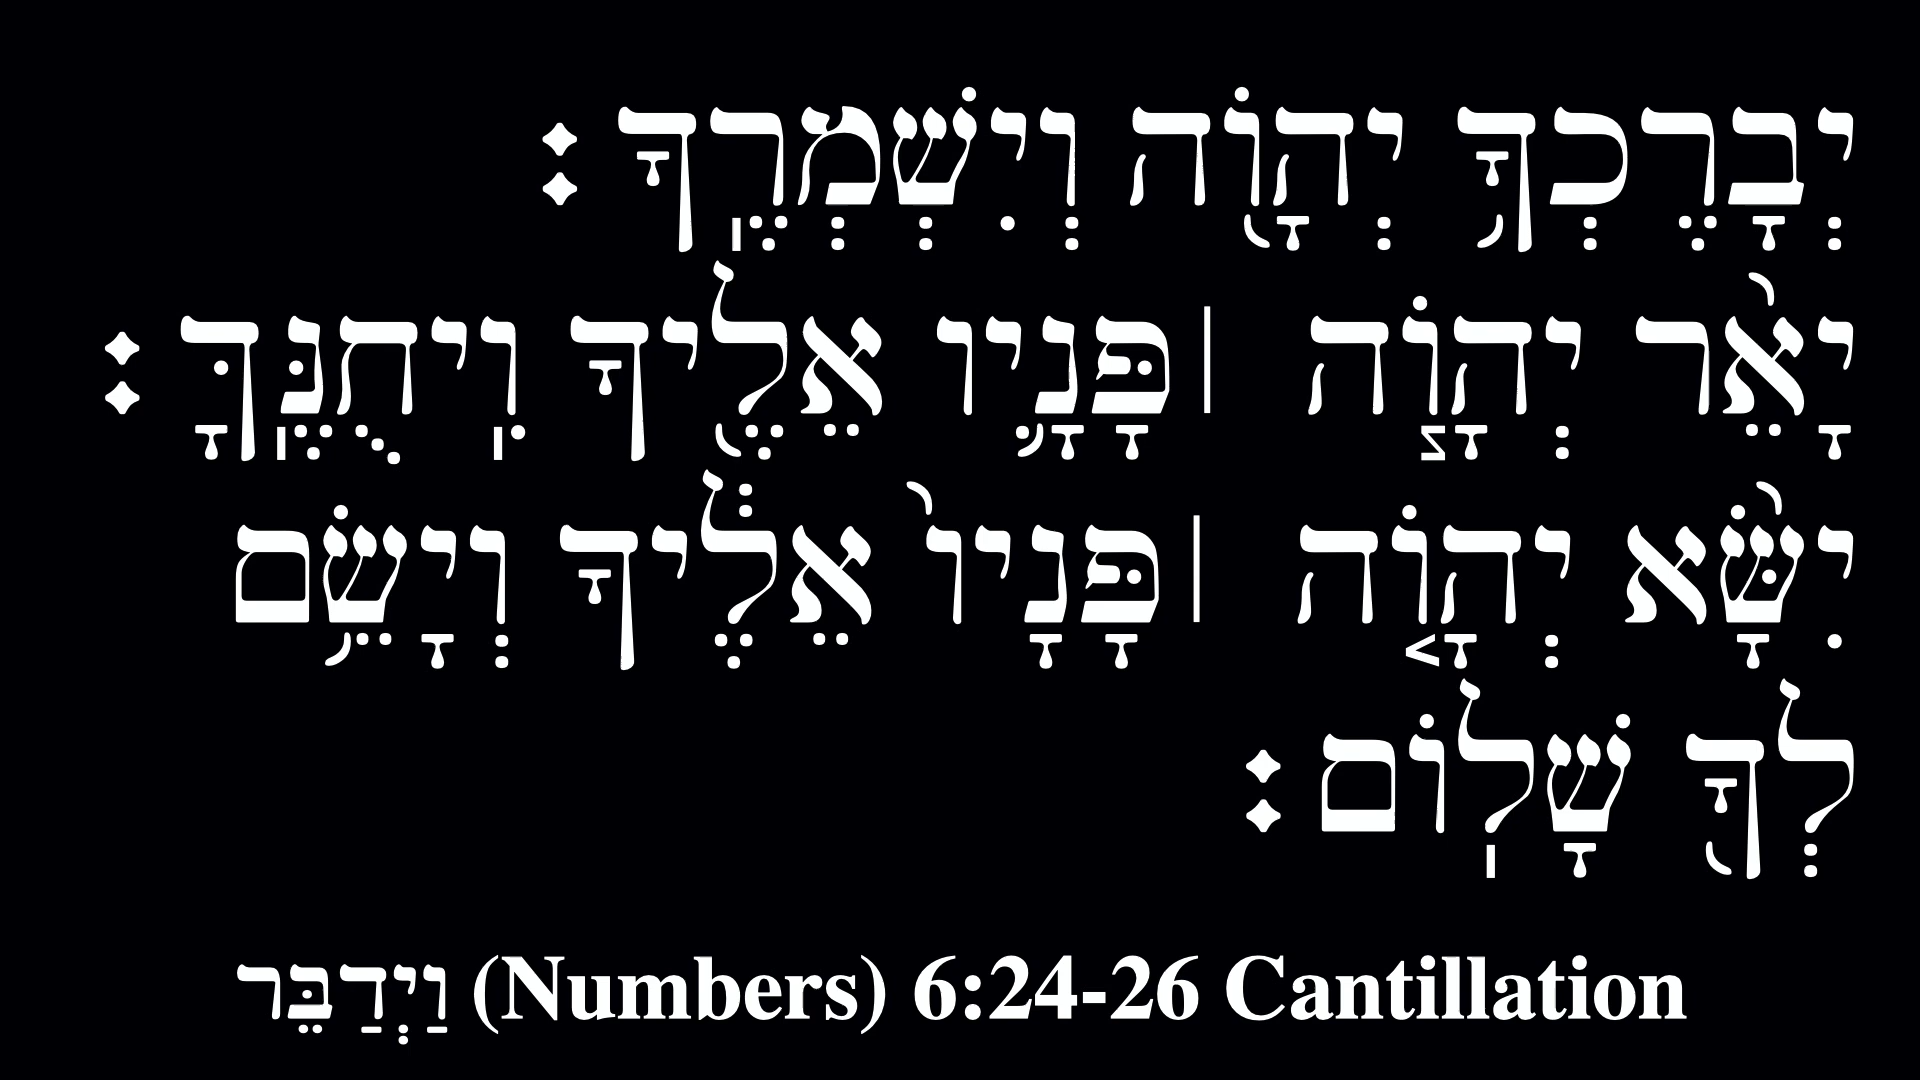 יְבָרֶכְךָ֥ יְהוָֹ֖ה וְיִשְׁמְרֶֽךָ׃
יָאֵ֨ר יְהוָֹ֧ה ׀ פָּנָ֛יו אֵלֶ֖יךָ וִֽיחֻנֶּֽךָּ׃
יִשָּׂ֨א יְהוָֹ֤ה ׀ פָּנָיו֙ אֵלֶ֔יךָ וְיָשֵׂ֥ם
לְךָ֖ שָׁלֽוֹם׃
וַיְדַבֵּר (Numbers) 6:24-26 Cantillation